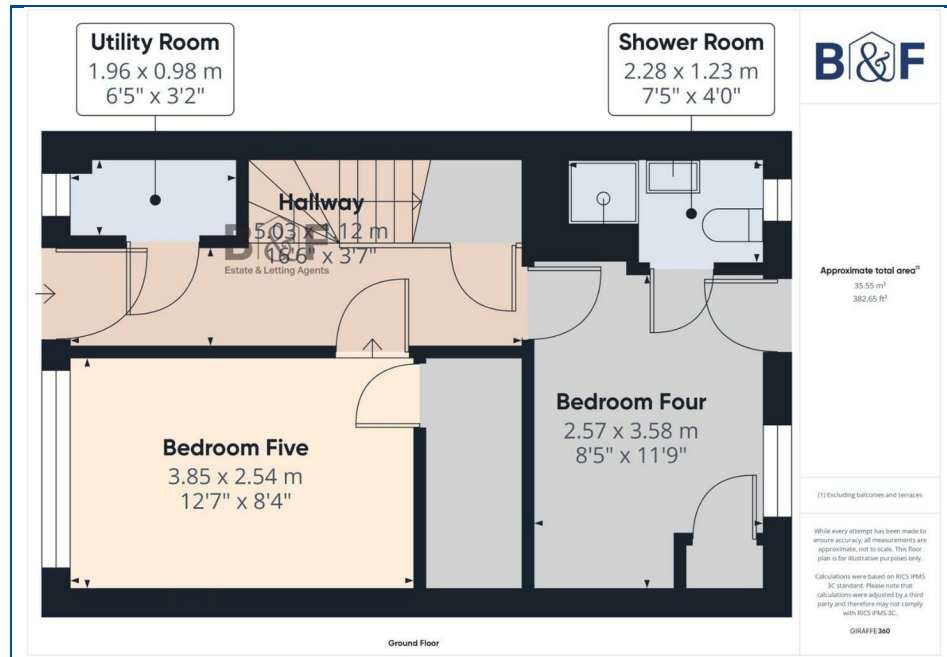 Utility Room
1.96 x 0.98 m
6'5" x 3'2"
Shower Room
2.28 x 1.23 m
7'5" x 4'0"
B&F
Hallway
5.03 x 1.12 m
16'6" x 3'7"
B&F
Estate & Letting Agents
Bedroom Five
3.85 x 2.54 m
12'7" x 8'4"
Bedroom Four
2.57 x 3.58 m
8'5" x 11'9"
Ground Floor
Approximate total area⁽¹⁾
35.55 m²
382.65 ft²
(1) Excluding balconies and terraces
While every attempt has been made to
ensure accuracy, all measurements are
approximate, not to scale. This floor
plan is for illustrative purposes only.
Calculations were based on RICS IPMS
3C standard. Please note that
calculations were adjusted by a third
party and therefore may not comply
with RICS IPMS 3C.
GIRAFFE360